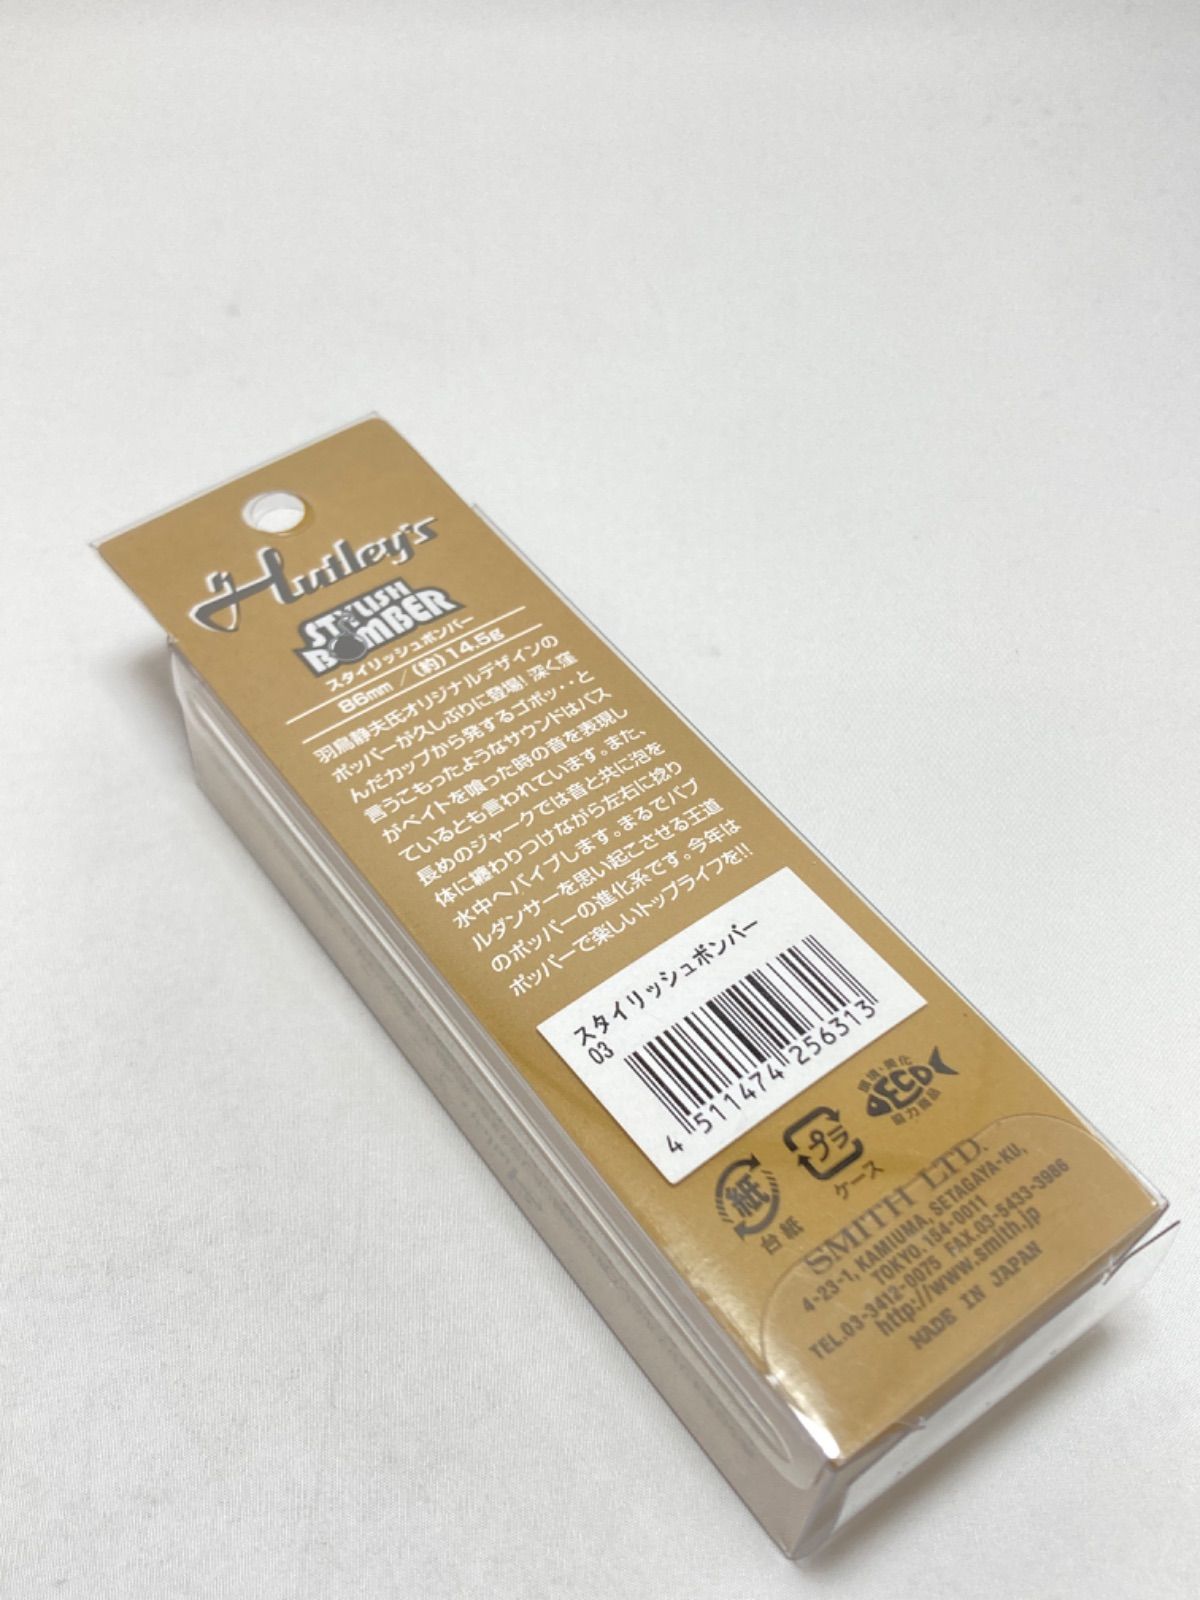 Hutley's
STYLISH
BOMBER
スタイリッシュボンバー
86mm / (約) 14.5g
羽鳥静夫氏オリジナルデザインの
ポッパーが久しぶりに登場! 深く窪
んだカップから発するゴボッ・・と
言うこもったようなサウンドはバス
がベイトを喰った時の音を表現し
ているとも言われています。また、
長めのジャークでは音と共に泡を
体に纏わりつけながら左右に捻り
水中へバイブします。まるでバブ
ルダンサーを思い起こさせる王道
のポッパーの進化系です。今年は
ポッパーで楽しいトップライフを!!
スタイリッシュボンバー
03
4 511474 256313
環境・美化
ECO
協力商品
プラ
ケース
紙
台紙
SMITH LTD.
4-23-1, KAMIUMA, SETAGAYA-KU,
TOKYO. 154-0011
TEL.03-3412-0075 FAX.03-5433-3986
http://www.smith.jp
MADE IN JAPAN